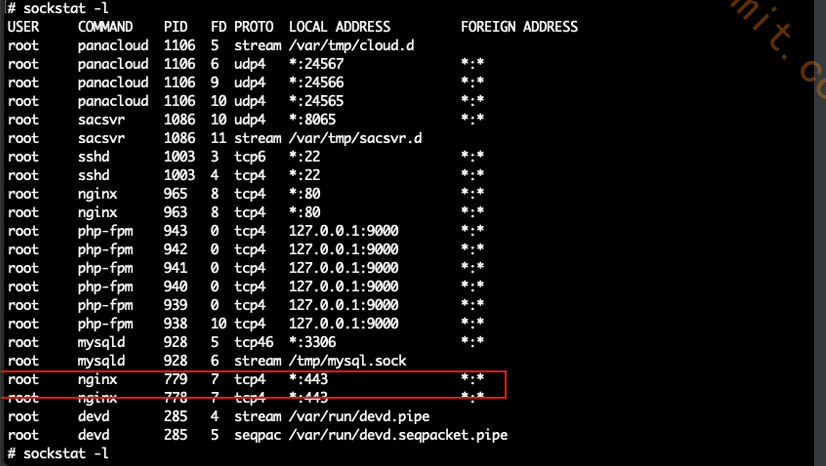 # sockstat -l
USER     COMMAND    PID   FD PROTO  LOCAL ADDRESS         FOREIGN ADDRESS
root     panacloud  1106  5  stream /var/tmp/cloud.d
root     panacloud  1106  6  udp4   *:24567               *:*
root     panacloud  1106  9  udp4   *:24566               *:*
root     panacloud  1106  10 udp4   *:24565               *:*
root     sacsvr     1086  10 udp4   *:8065                *:*
root     sacsvr     1086  11 stream /var/tmp/sacsvr.d
root     sshd       1003  3  tcp6   *:22                  *:*
root     sshd       1003  4  tcp4   *:22                  *:*
root     nginx      965   8  tcp4   *:80                  *:*
root     nginx      963   8  tcp4   *:80                  *:*
root     php-fpm    943   0  tcp4   127.0.0.1:9000        *:*
root     php-fpm    942   0  tcp4   127.0.0.1:9000        *:*
root     php-fpm    941   0  tcp4   127.0.0.1:9000        *:*
root     php-fpm    940   0  tcp4   127.0.0.1:9000        *:*
root     php-fpm    939   0  tcp4   127.0.0.1:9000        *:*
root     php-fpm    938   10 tcp4   127.0.0.1:9000        *:*
root     mysqld     928   5  tcp46  *:3306                *:*
root     mysqld     928   6  stream /tmp/mysql.sock
root     nginx      779   7  tcp4   *:443                 *:*
root     nginx      778   7  tcp4   *:443                 *:*
root     devd       285   4  stream /var/run/devd.pipe
root     devd       285   5  seqpac /var/run/devd.seqpacket.pipe
# sockstat -l